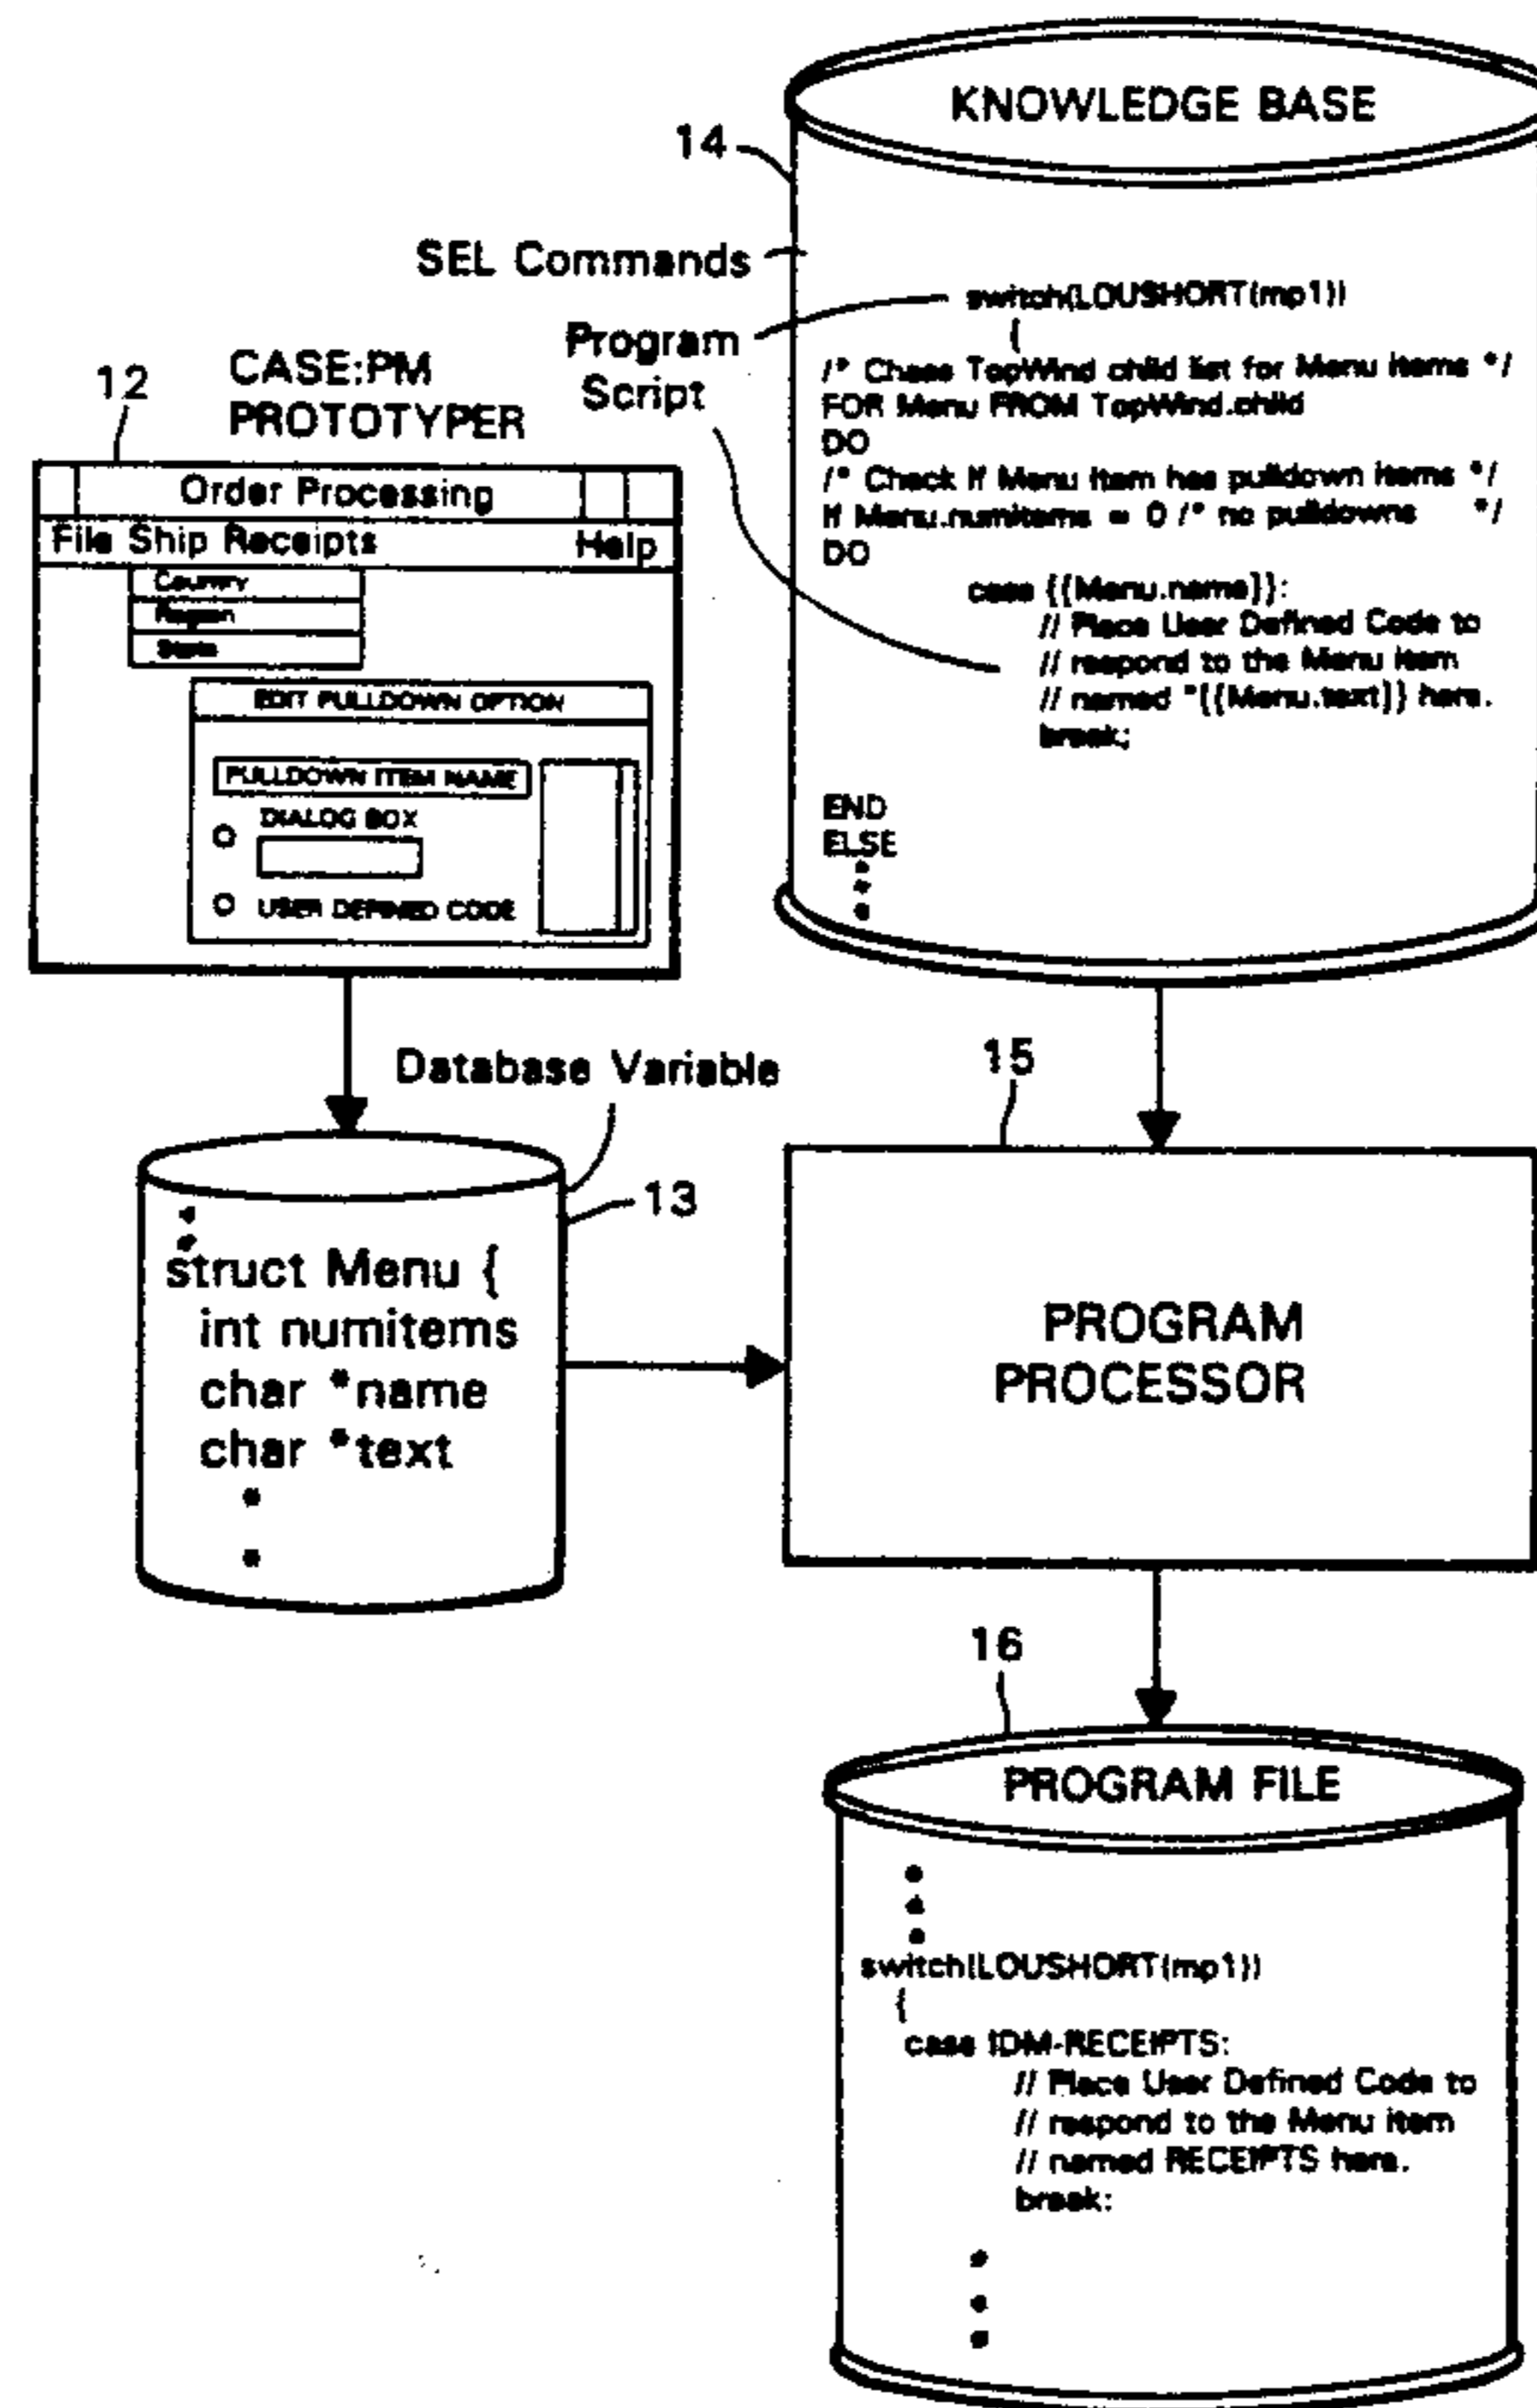 KNOWLEDGE BASE
14
SEL Commands
Program
Script
switch(LOUSHORT(mp1))
{
/* Chase TopWind child list for Menu items */
FOR Menu FROM TopWind.child
DO
/* Check if Menu item has pulldown items */
If Menu.numitems = 0 /* no pulldowns */
DO
case {{Menu.name}}:
// Place User Defined Code to
// respond to the Menu item
// named "{{Menu.text}} here.
break;
END
ELSE
12
CASE:PM
PROTOTYPER
Order Processing
File Ship Receipts Help
Country
Region
State
EDIT PULLDOWN OPTION
PULLDOWN ITEM NAME
DIALOG BOX
USER DEFINED CODE
Database Variable
13
struct Menu {
int numitems
char *name
char *text
15
PROGRAM
PROCESSOR
16
PROGRAM FILE
switch(LOUSHORT(mp1))
{
case IDM-RECEIPTS:
// Place User Defined Code to
// respond to the Menu item
// named RECEIPTS here.
break: